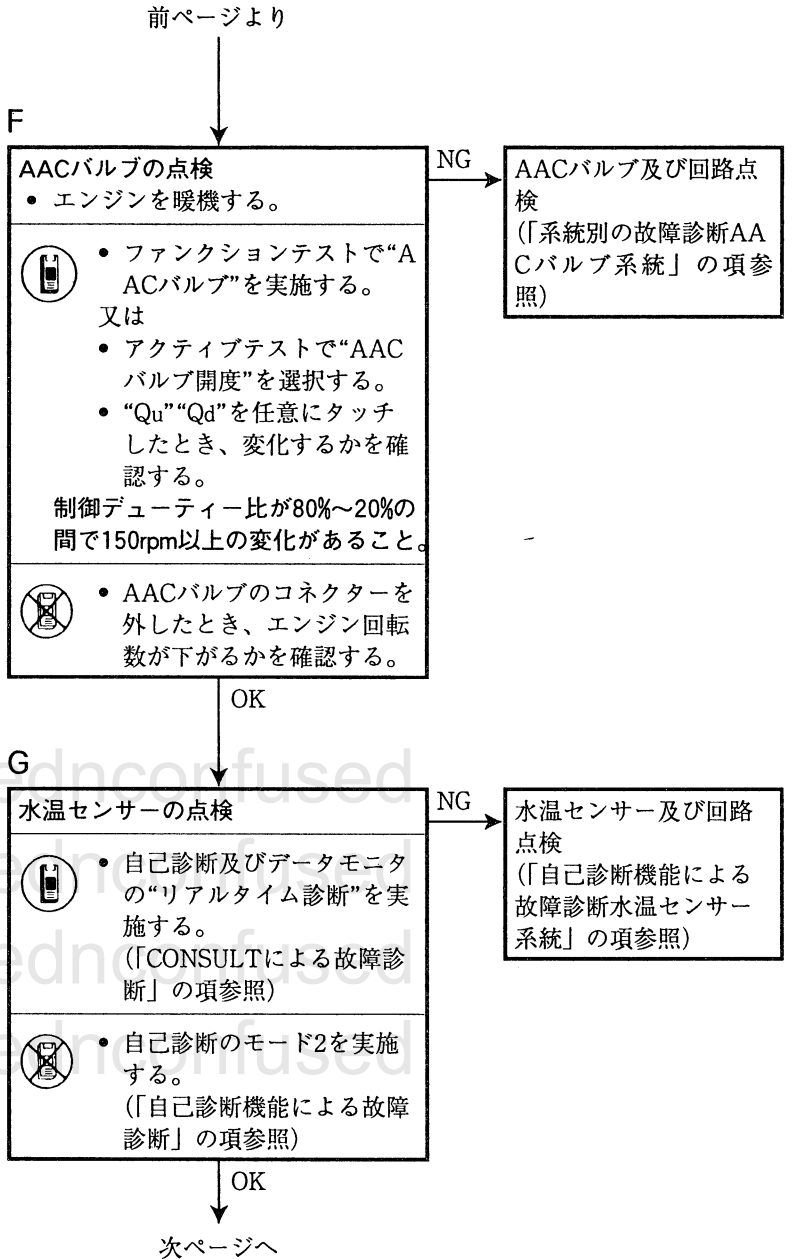 前ページより
F
AACバルブの点検
• エンジンを暖機する。
• ファンクションテストで“A
ACバルブ”を実施する。
又は
• アクティブテストで“AAC
バルブ開度”を選択する。
• “Qu”“Qd”を任意にタッチ
したとき、変化するかを確
認する。
制御デューティー比が80%～20%の
間で150rpm以上の変化があること。
• AACバルブのコネクターを
外したとき、エンジン回転
数が下がるかを確認する。
NG
AACバルブ及び回路点
検
(「系統別の故障診断AA
Cバルブ系統」の項参
照)
OK
G
水温センサーの点検
• 自己診断及びデータモニタ
の“リアルタイム診断”を実
施する。
(「CONSULTによる故障診
断」の項参照)
• 自己診断のモード2を実施
する。
(「自己診断機能による故障
診断」の項参照)
NG
水温センサー及び回路
点検
(「自己診断機能による
故障診断水温センサー
系統」の項参照)
OK
次ページへ
ednconfused
ednconfused
ednconfused
ednconfused